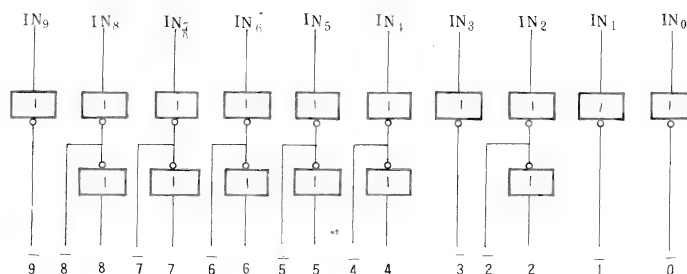 IN₉ IN₈ IN₇ IN₆ IN₅ IN₄ IN₃ IN₂ IN₁ IN₀
8
1 1 1 1 1 1 1 1 1 1
1 1 1 1 1 1
9̅ 8̅ 8 7̅ 7 6̅ 6 5̅ 5 4̅ 4 3̅ 2̅ 2 1̅ 0̅